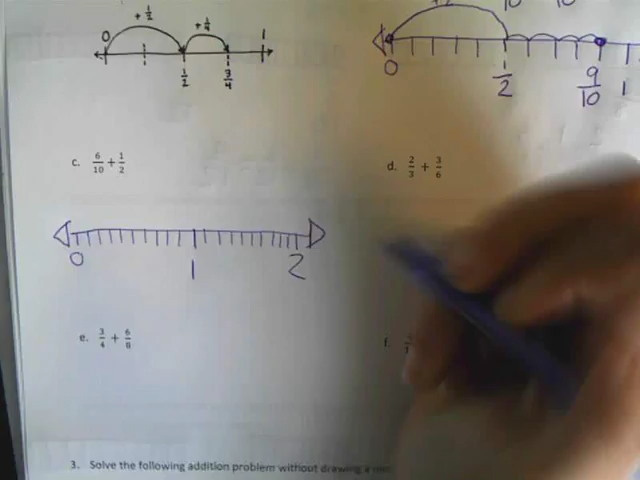 + 1/2 + 1/4
0 1
1/2 3/4
0 1/2 9/10 1
c. 6/10 + 1/2
d. 2/3 + 3/6
0 1 2
e. 3/4 + 6/8
f.
3. Solve the following addition problem without drawing a